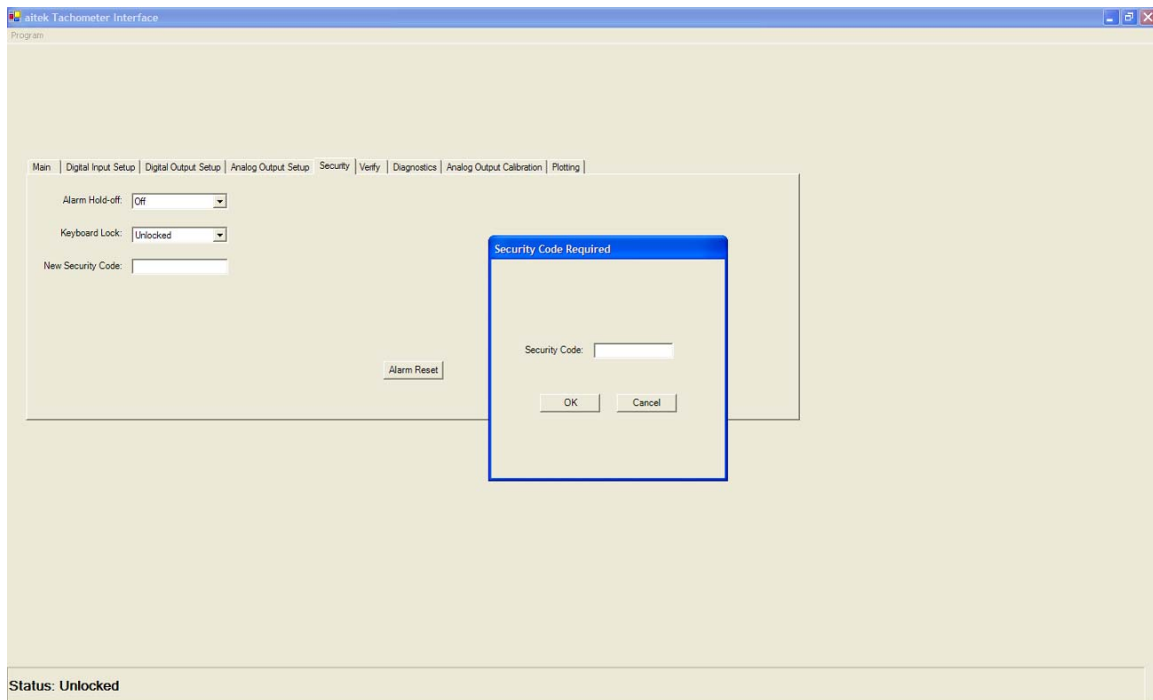 aitek Tachometer Interface
Program
Main Digital Input Setup Digital Output Setup Analog Output Setup Security Verify Diagnostics Analog Output Calibration Plotting
Alarm Hold-off: Off
Keyboard Lock: Unlocked
New Security Code:
Alarm Reset
Security Code Required
Security Code:
OK Cancel
Status: Unlocked